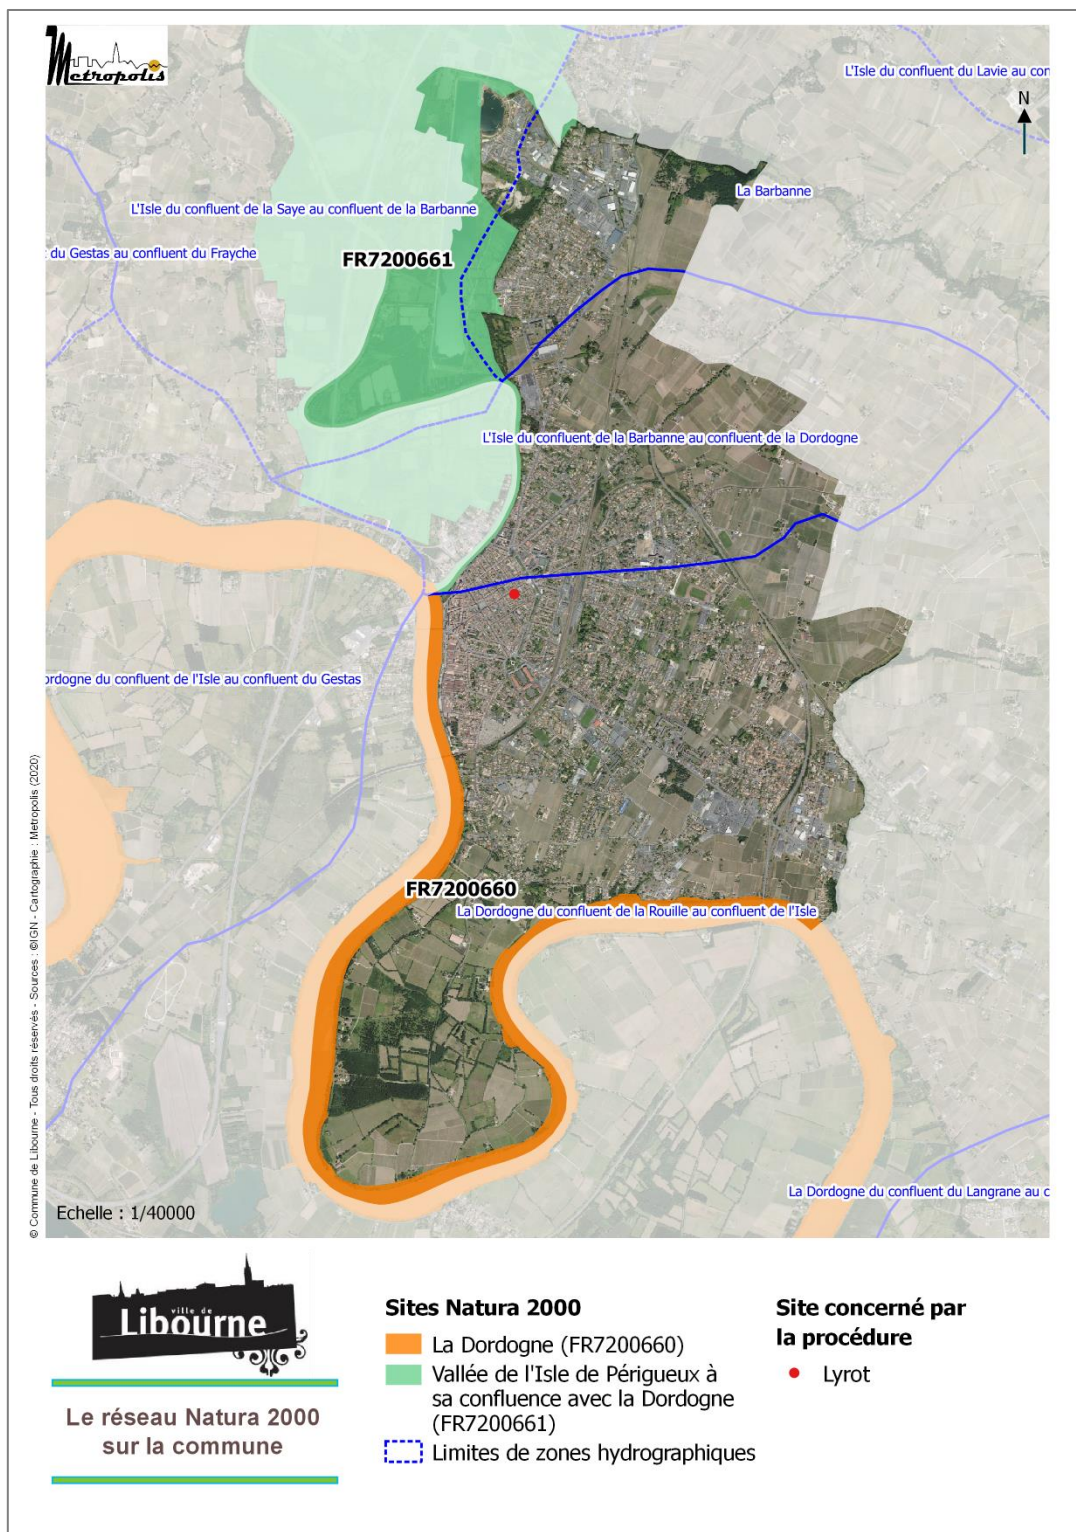 Metropolis
L'Isle du confluent du Lavie au con
N
La Barbanne
L'Isle du confluent de la Saye au confluent de la Barbanne
du Gestas au confluent du Frayche
FR7200661
L'Isle du confluent de la Barbanne au confluent de la Dordogne
ordogne du confluent de l'Isle au confluent du Gestas
FR7200660
La Dordogne du confluent de la Rouille au confluent de l'Isle
La Dordogne du confluent du Langrane au c
Echelle : 1/40000
© Commune de Libourne - Tous droits réservés - Sources : ©IGN - Cartographie : Metropolis (2020)
ville de
Libourne
Le réseau Natura 2000
sur la commune
Sites Natura 2000
La Dordogne (FR7200660)
Vallée de l'Isle de Périgueux à
sa confluence avec la Dordogne
(FR7200661)
Limites de zones hydrographiques
Site concerné par
la procédure
Lyrot